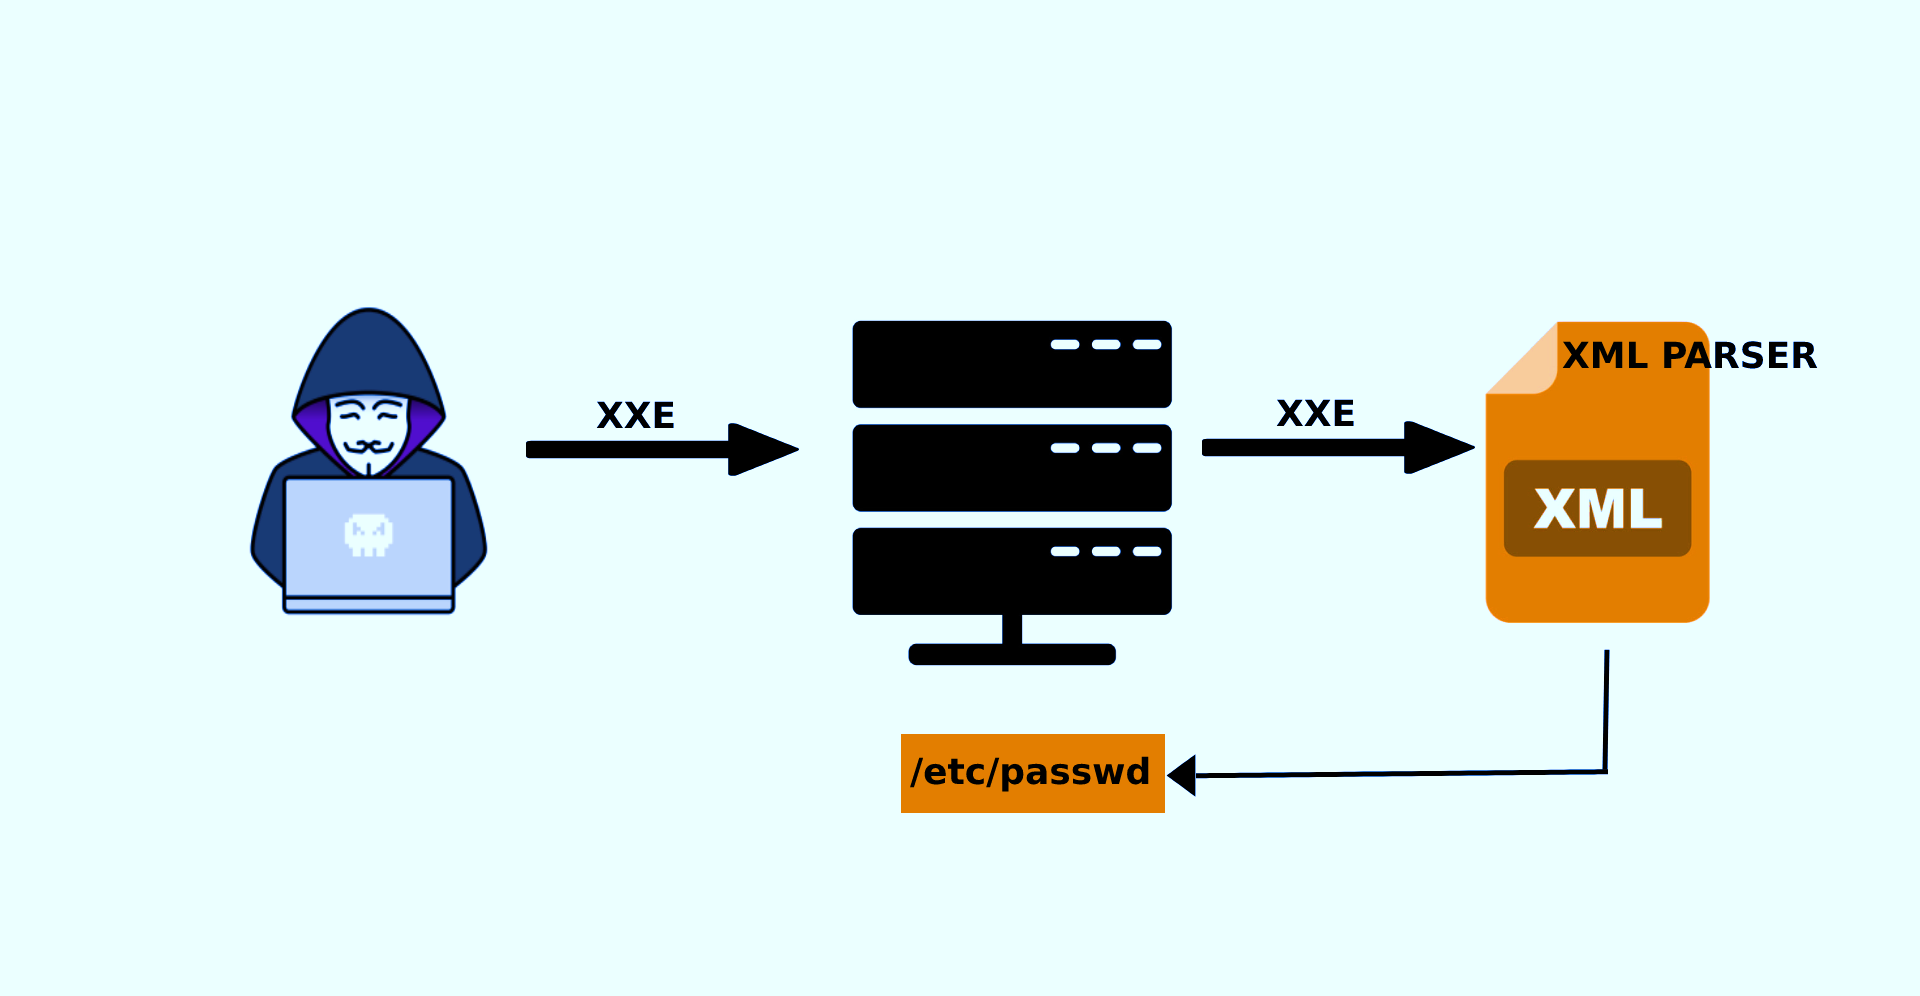 XML PARSER
XXE
XXE
XML
/etc/passwd